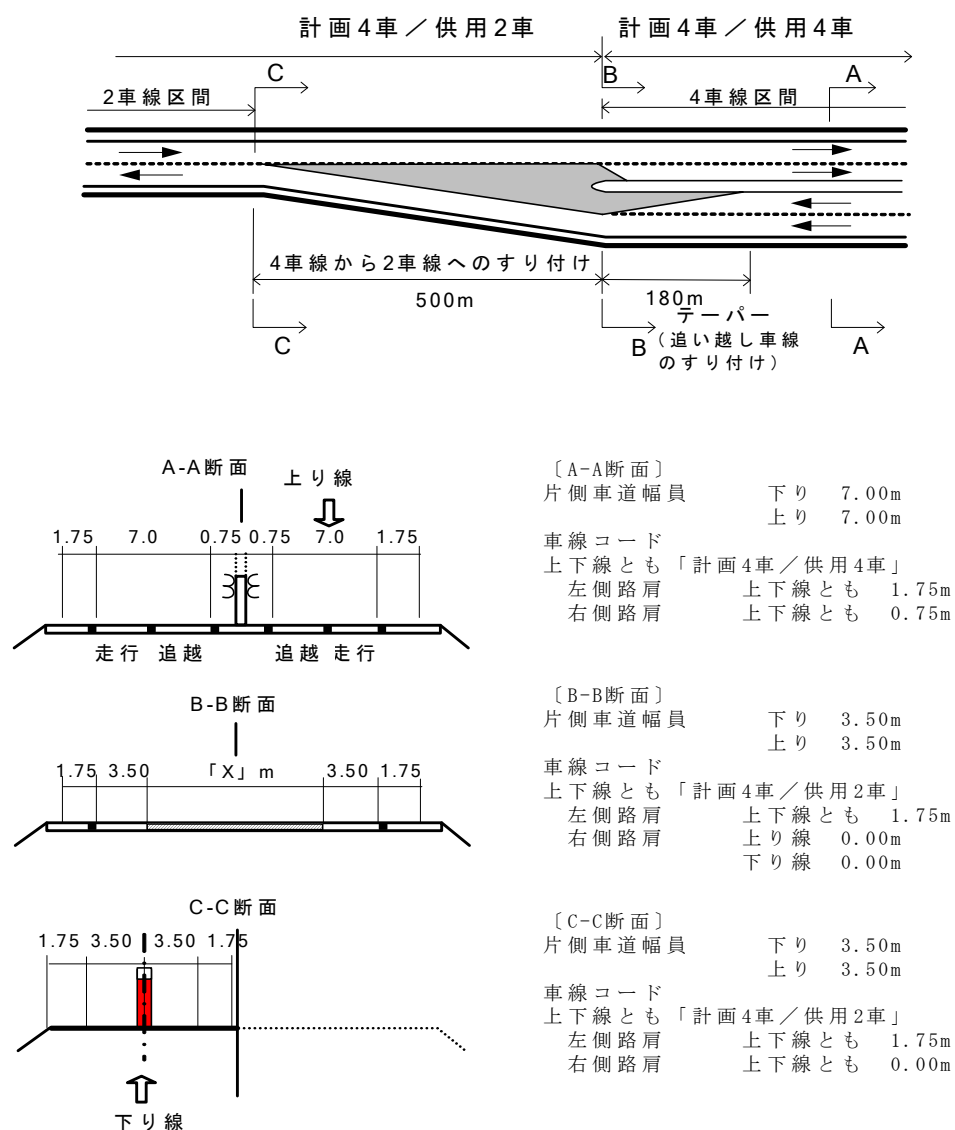 計画4車／供用2車 計画4車／供用4車
C B A
2車線区間 4車線区間
4車線から2車線へのすり付け
500m 180m
テーパー
（追い越し車線
のすり付け）
C B A
A-A断面 上り線
1.75 7.0 0.75 0.75 7.0 1.75
走行 追越 追越 走行
〔A-A断面〕
片側車道幅員 下り 7.00m
上り 7.00m
車線コード
上下線とも「計画4車／供用4車」
左側路肩 上下線とも 1.75m
右側路肩 上下線とも 0.75m
B-B断面
1.75 3.50 「X」m 3.50 1.75
〔B-B断面〕
片側車道幅員 下り 3.50m
上り 3.50m
車線コード
上下線とも「計画4車／供用2車」
左側路肩 上下線とも 1.75m
右側路肩 上り線 0.00m
下り線 0.00m
C-C断面
1.75 3.50 3.50 1.75
下り線
〔C-C断面〕
片側車道幅員 下り 3.50m
上り 3.50m
車線コード
上下線とも「計画4車／供用2車」
左側路肩 上下線とも 1.75m
右側路肩 上下線とも 0.00m